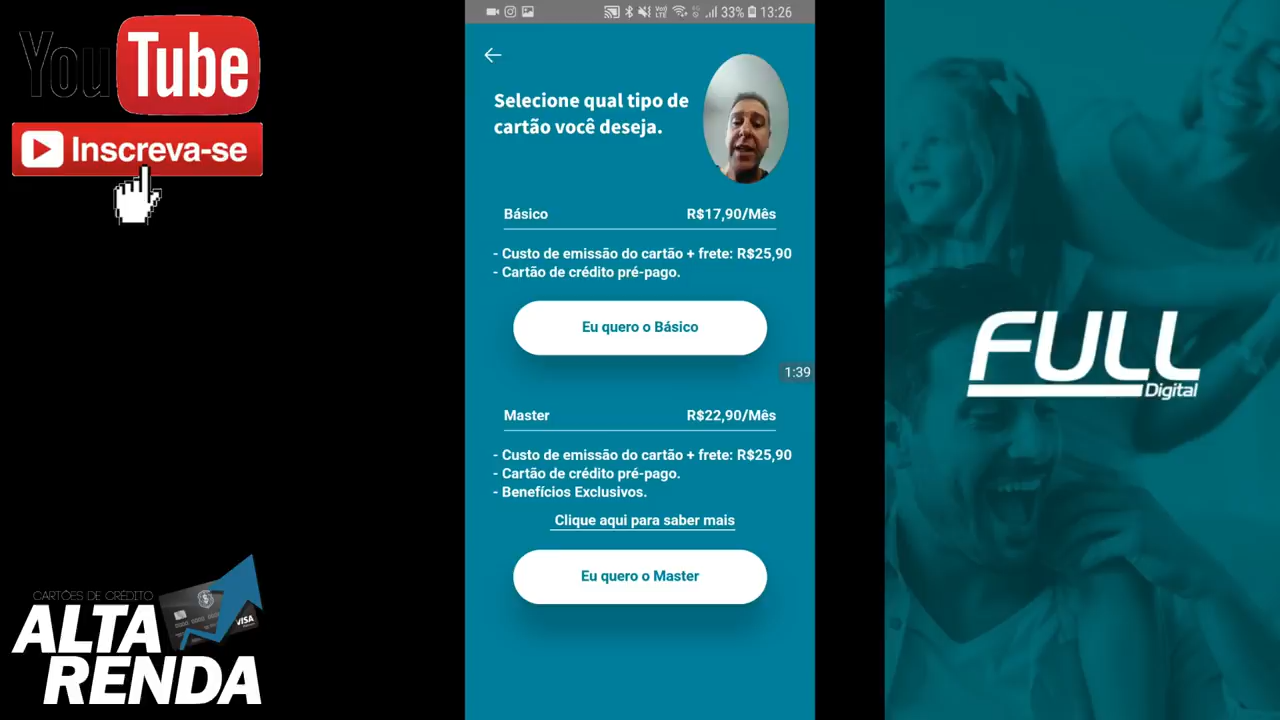 YouTube
Inscreva-se
33% 13:26
Selecione qual tipo de
cartão você deseja.
Básico R$17,90/Mês
- Custo de emissão do cartão + frete: R$25,90
- Cartão de crédito pré-pago.
Eu quero o Básico
1:39
Master R$22,90/Mês
- Custo de emissão do cartão + frete: R$25,90
- Cartão de crédito pré-pago.
- Benefícios Exclusivos.
Clique aqui para saber mais
Eu quero o Master
FULL
Digital
CARTÕES DE CRÉDITO
ALTA
RENDA
VISA